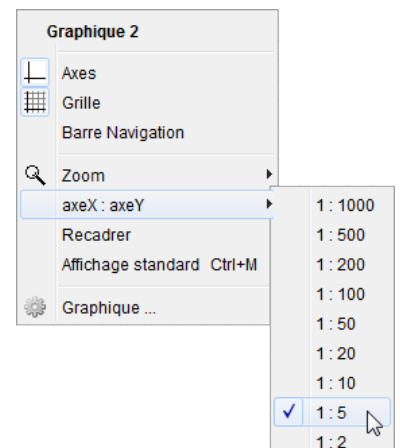 Graphique 2
Axes
Grille
Barre Navigation
Zoom
axeX : axeY
Recadrer
Affichage standard Ctrl+M
Graphique ...
1 : 1000
1 : 500
1 : 200
1 : 100
1 : 50
1 : 20
1 : 10
1 : 5
1 : 2